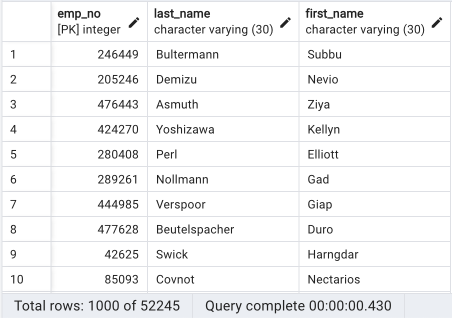 emp_no last_name first_name
[PK] integer character varying (30) character varying (30)
1 246449 Bultermann Subbu
2 205246 Demizu Nevio
3 476443 Asmuth Ziya
4 424270 Yoshizawa Kellyn
5 280408 Perl Elliott
6 289261 Nollmann Gad
7 444985 Verspoor Giap
8 477628 Beutelspacher Duro
9 42625 Swick Harngdar
10 85093 Covnot Nectarios
Total rows: 1000 of 52245 Query complete 00:00:00.430